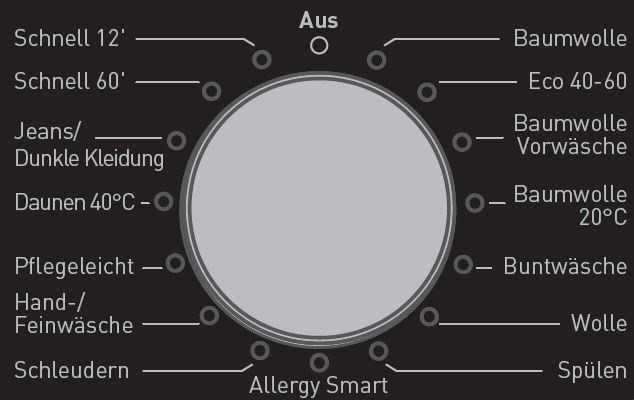 Aus
Schnell 12'
Schnell 60'
Jeans/
Dunkle Kleidung
Daunen 40°C
Pflegeleicht
Hand-/
Feinwäsche
Schleudern
Allergy Smart
Baumwolle
Eco 40-60
Baumwolle
Vorwäsche
Baumwolle
20°C
Buntwäsche
Wolle
Spülen